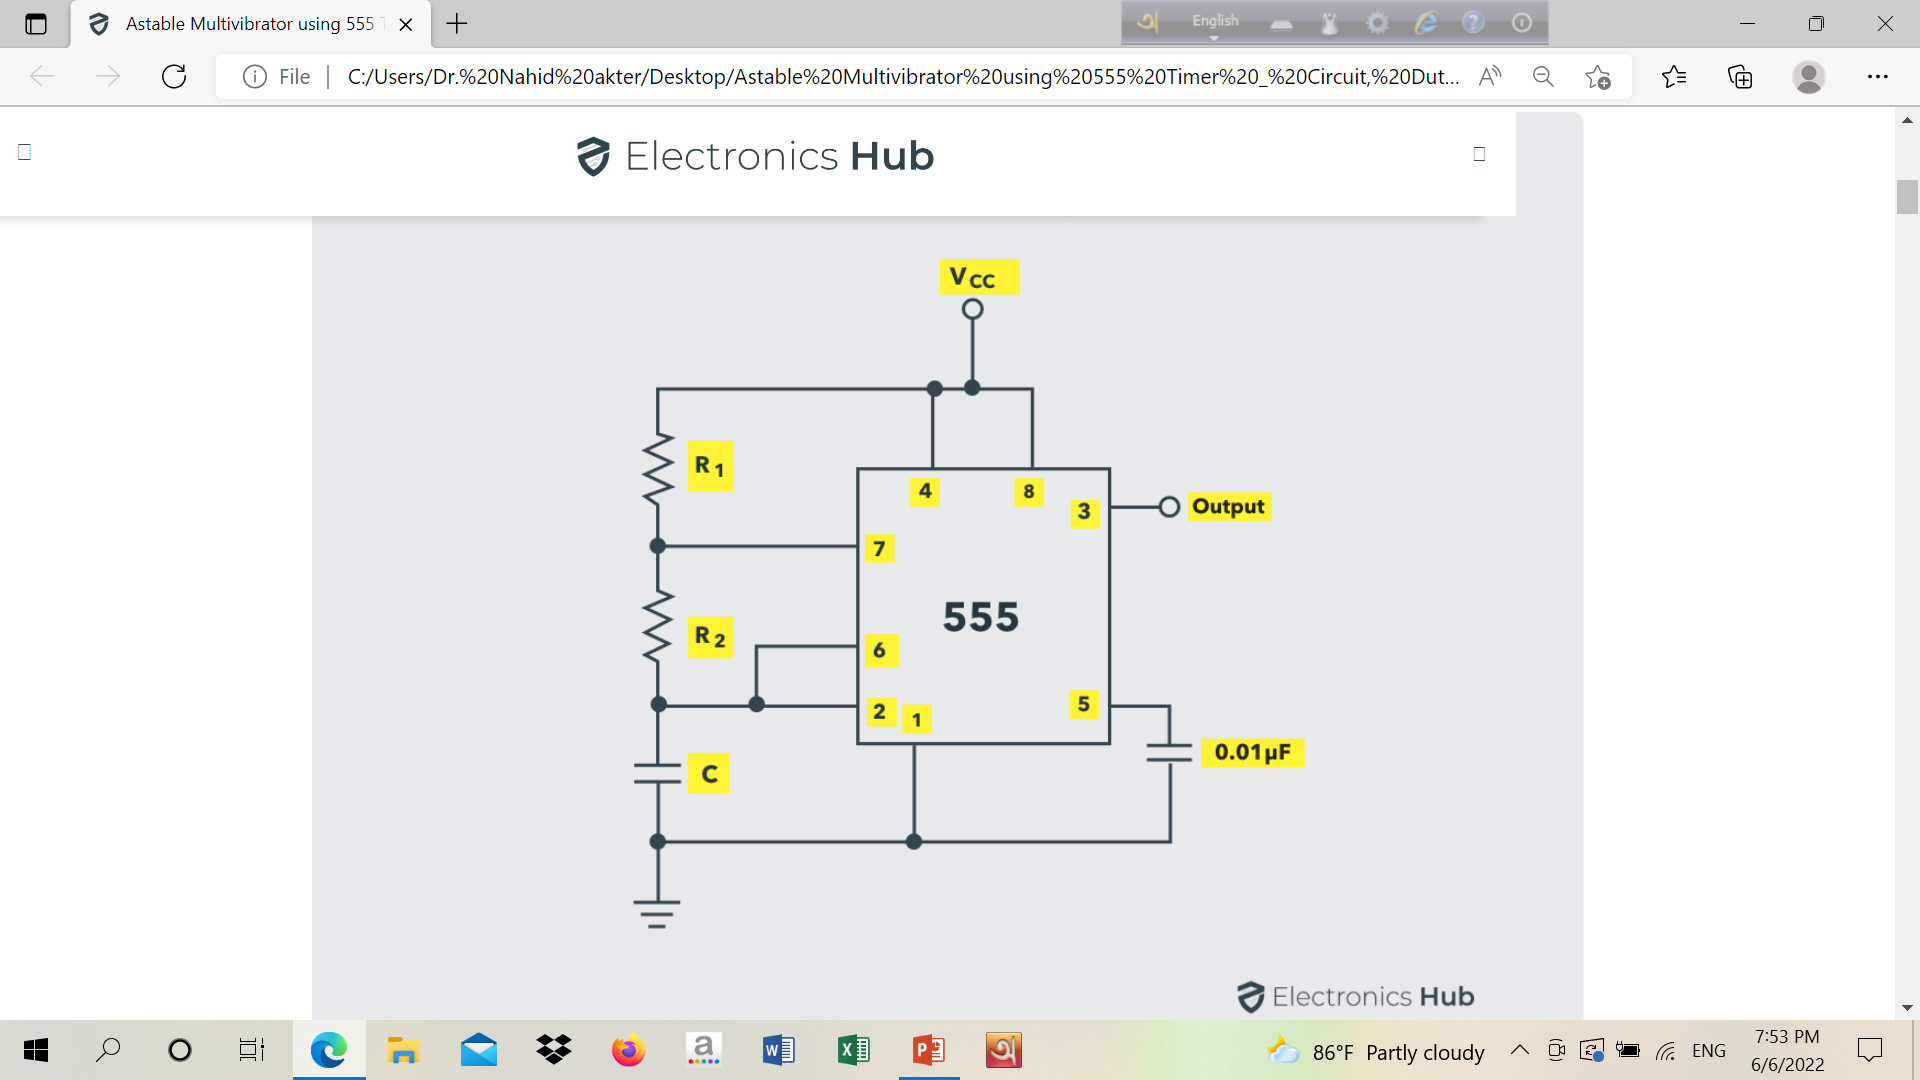 Astable Multivibrator using 555
English
File
C:/Users/Dr.%20Nahid%20akter/Desktop/Astable%20Multivibrator%20using%20555%20Timer%20_%20Circuit,%20Dut...
Electronics Hub
Vcc
R1
4
8
3
Output
7
555
R2
6
5
2
1
0.01µF
C
Electronics Hub
86°F Partly cloudy
ENG
7:53 PM
6/6/2022